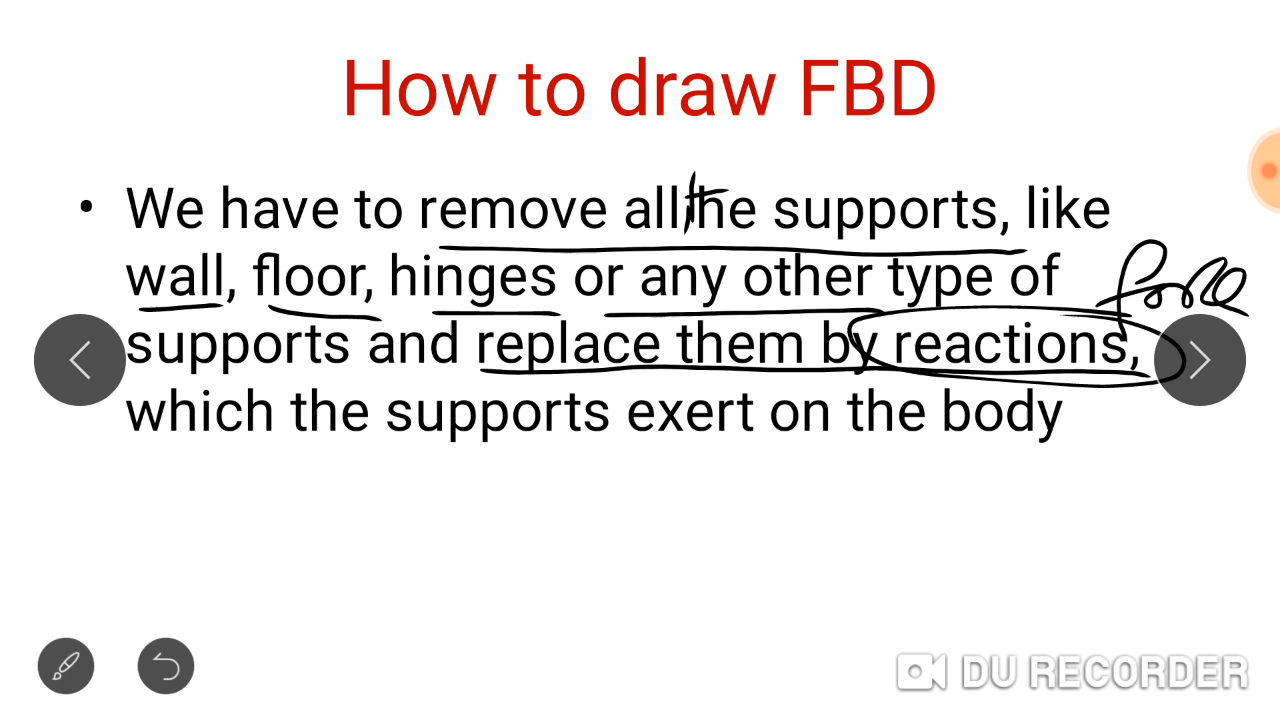 How to draw FBD
• We have to remove all the supports, like
wall, floor, hinges or any other type of
force
supports and replace them by reactions,
which the supports exert on the body
DU RECORDER